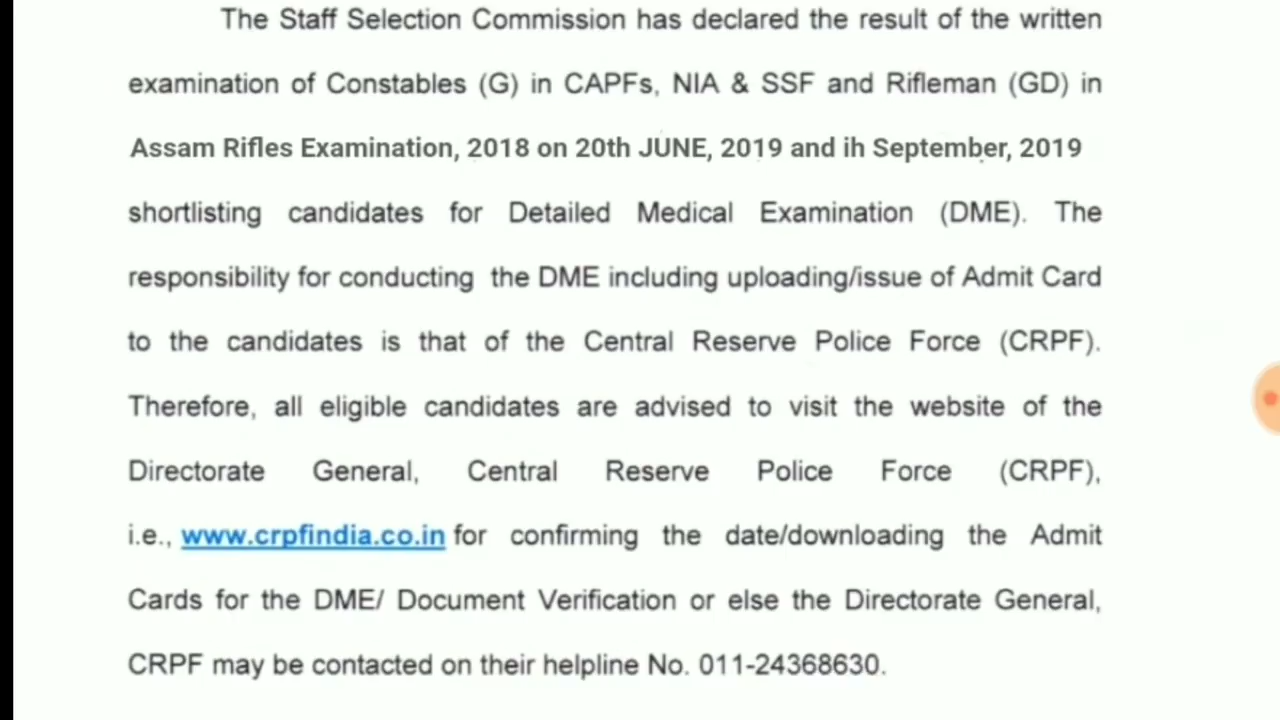 The Staff Selection Commission has declared the result of the written
examination of Constables (G) in CAPFs, NIA & SSF and Rifleman (GD) in
Assam Rifles Examination, 2018 on 20th JUNE, 2019 and ih September, 2019
shortlisting candidates for Detailed Medical Examination (DME). The
responsibility for conducting the DME including uploading/issue of Admit Card
to the candidates is that of the Central Reserve Police Force (CRPF).
Therefore, all eligible candidates are advised to visit the website of the
Directorate General, Central Reserve Police Force (CRPF),
i.e., www.crpfindia.co.in for confirming the date/downloading the Admit
Cards for the DME/ Document Verification or else the Directorate General,
CRPF may be contacted on their helpline No. 011-24368630.